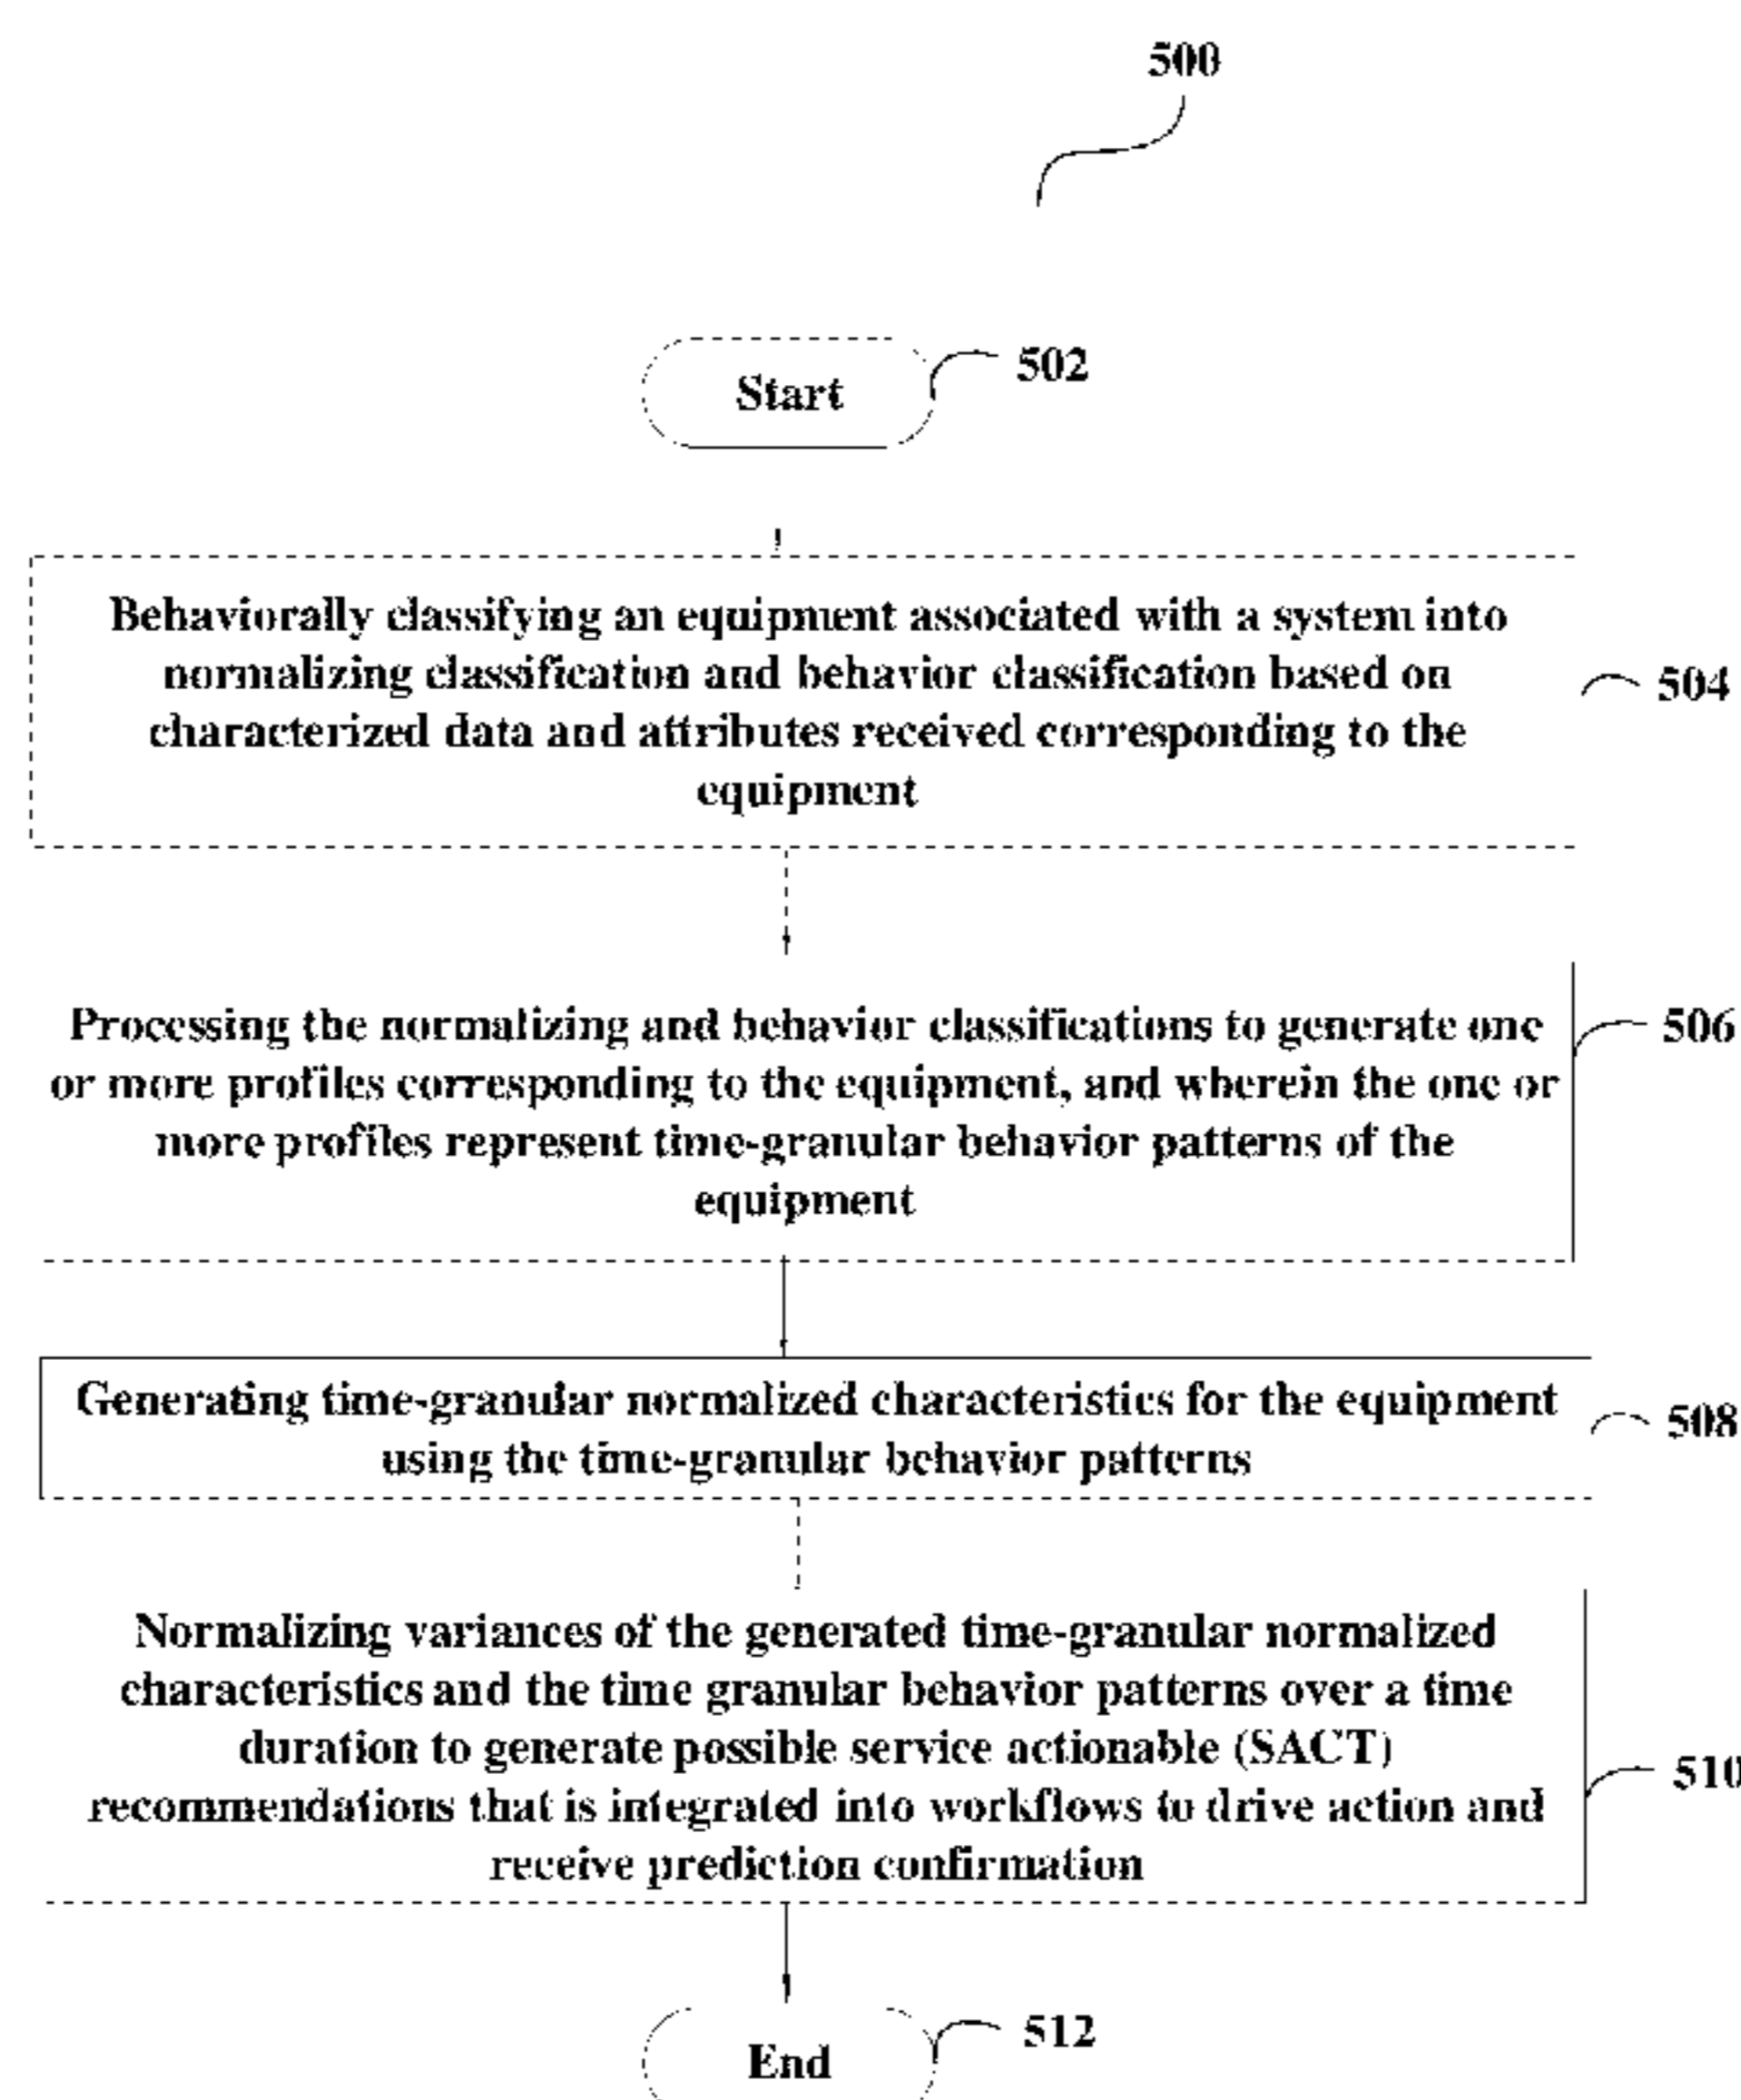 500
Start
502
Behaviorally classifying an equipment associated with a system into
normalizing classification and behavior classification based on
characterized data and attributes received corresponding to the
equipment
504
Processing the normalizing and behavior classifications to generate one
or more profiles corresponding to the equipment, and wherein the one or
more profiles represent time-granular behavior patterns of the
equipment
506
Generating time-granular normalized characteristics for the equipment
using the time-granular behavior patterns
508
Normalizing variances of the generated time-granular normalized
characteristics and the time granular behavior patterns over a time
duration to generate possible service actionable (SACT)
recommendations that is integrated into workflows to drive action and
receive prediction confirmation
510
End
512